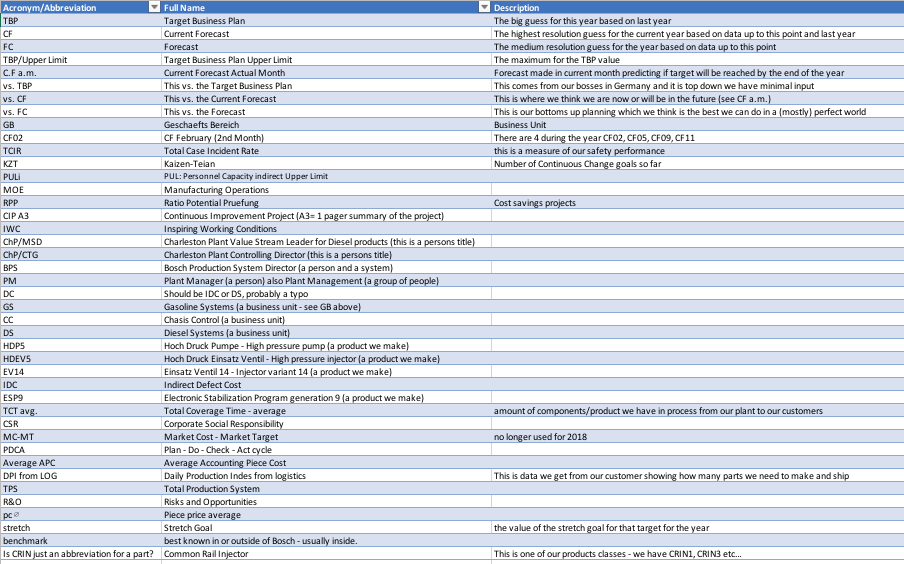 Acronym/Abbreviation Full Name Description
TBP Target Business Plan The big guess for this year based on last year
CF Current Forecast The highest resolution guess for the current year based on data up to this point and last year
FC Forecast The medium resolution guess for the year based on data up to this point
TBP/Upper Limit Target Business Plan Upper Limit The maximum for the TBP value
C.F a.m. Current Forecast Actual Month Forecast made in current month predicting if target will be reached by the end of the year
vs. TBP This vs. the Target Business Plan This comes from our bosses in Germany and it is top down we have minimal input
vs. CF This vs. the Current Forecast This is where we think we are now or will be in the future (see CF a.m.)
vs. FC This vs. the Forecast This is our bottoms up planning which we think is the best we can do in a (mostly) perfect world
GB Geschaefts Bereich Business Unit
CF02 CF February (2nd Month) There are 4 during the year CF02, CF05, CF09, CF11
TCIR Total Case Incident Rate this is a measure of our safety performance
KZT Kaizen-Teian Number of Continuous Change goals so far
PULi PUL: Personnel Capacity indirect Upper Limit
MOE Manufacturing Operations
RPP Ratio Potential Pruefung Cost savings projects
CIP A3 Continuous Improvement Project (A3= 1 pager summary of the project)
IWC Inspiring Working Conditions
ChP/MSD Charleston Plant Value Stream Leader for Diesel products (this is a persons title)
ChP/CTG Charleston Plant Controlling Director (this is a persons title)
BPS Bosch Production System Director (a person and a system)
PM Plant Manager (a person) also Plant Management (a group of people)
DC Should be IDC or DS, probably a typo
GS Gasoline Systems (a business unit - see GB above)
CC Chasis Control (a business unit)
DS Diesel Systems (a business unit)
HDP5 Hoch Druck Pumpe - High pressure pump (a product we make)
HDEV5 Hoch Druck Einsatz Ventil - High pressure injector (a product we make)
EV14 Einsatz Ventil 14 - Injector variant 14 (a product we make)
IDC Indirect Defect Cost
ESP9 Electronic Stabilization Program generation 9 (a product we make)
TCT avg. Total Coverage Time - average amount of components/product we have in process from our plant to our customers
CSR Corporate Social Responsibility
MC-MT Market Cost - Market Target no longer used for 2018
PDCA Plan - Do - Check - Act cycle
Average APC Average Accounting Piece Cost
DPI from LOG Daily Production Indes from logistics This is data we get from our customer showing how many parts we need to make and ship
TPS Total Production System
R&O Risks and Opportunities
pc ∅ Piece price average
stretch Stretch Goal the value of the stretch goal for that target for the year
benchmark best known in or outside of Bosch - usually inside.
Is CRIN just an abbreviation for a part? Common Rail Injector This is one of our products classes - we have CRIN1, CRIN3 etc...